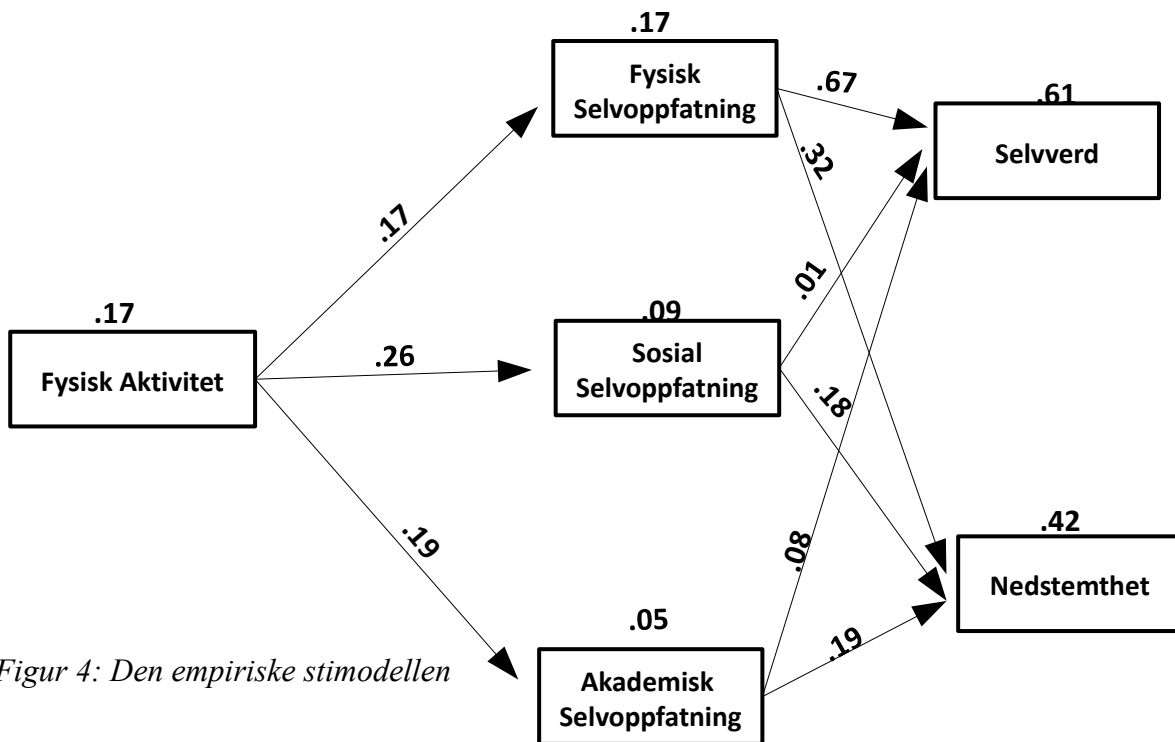 .17
Fysisk
Selvoppfatning
.67
.61
Selvverd
.32
.17
.01
.17
Fysisk Aktivitet
.26
.09
Sosial
Selvoppfatning
.18
.19
.08
.42
Nedstemthet
.05
.19
Akademisk
Selvoppfatning
Figur 4: Den empiriske stimodellen